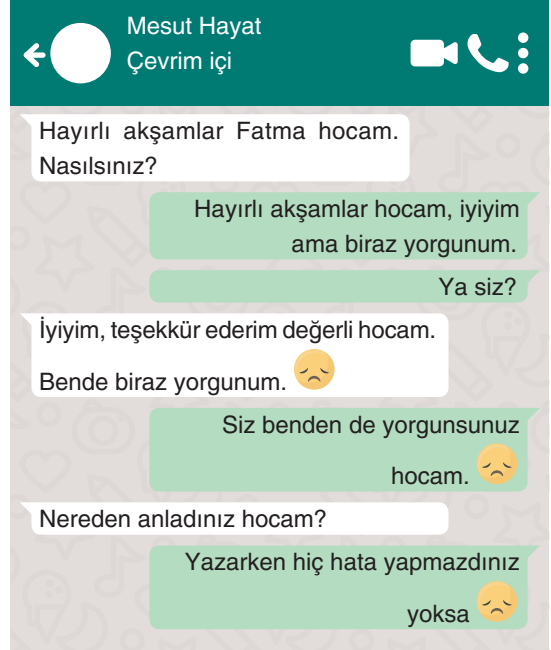 Mesut Hayat
Çevrim içi
Hayırlı akşamlar Fatma hocam.
Nasılsınız?
Hayırlı akşamlar hocam, iyiyim
ama biraz yorgunum.
Ya siz?
İyiyim, teşekkür ederim değerli hocam.
Bende biraz yorgunum. 😞
Siz benden de yorgunsunuz
hocam. 😞
Nereden anladınız hocam?
Yazarken hiç hata yapmazdınız
yoksa 😞